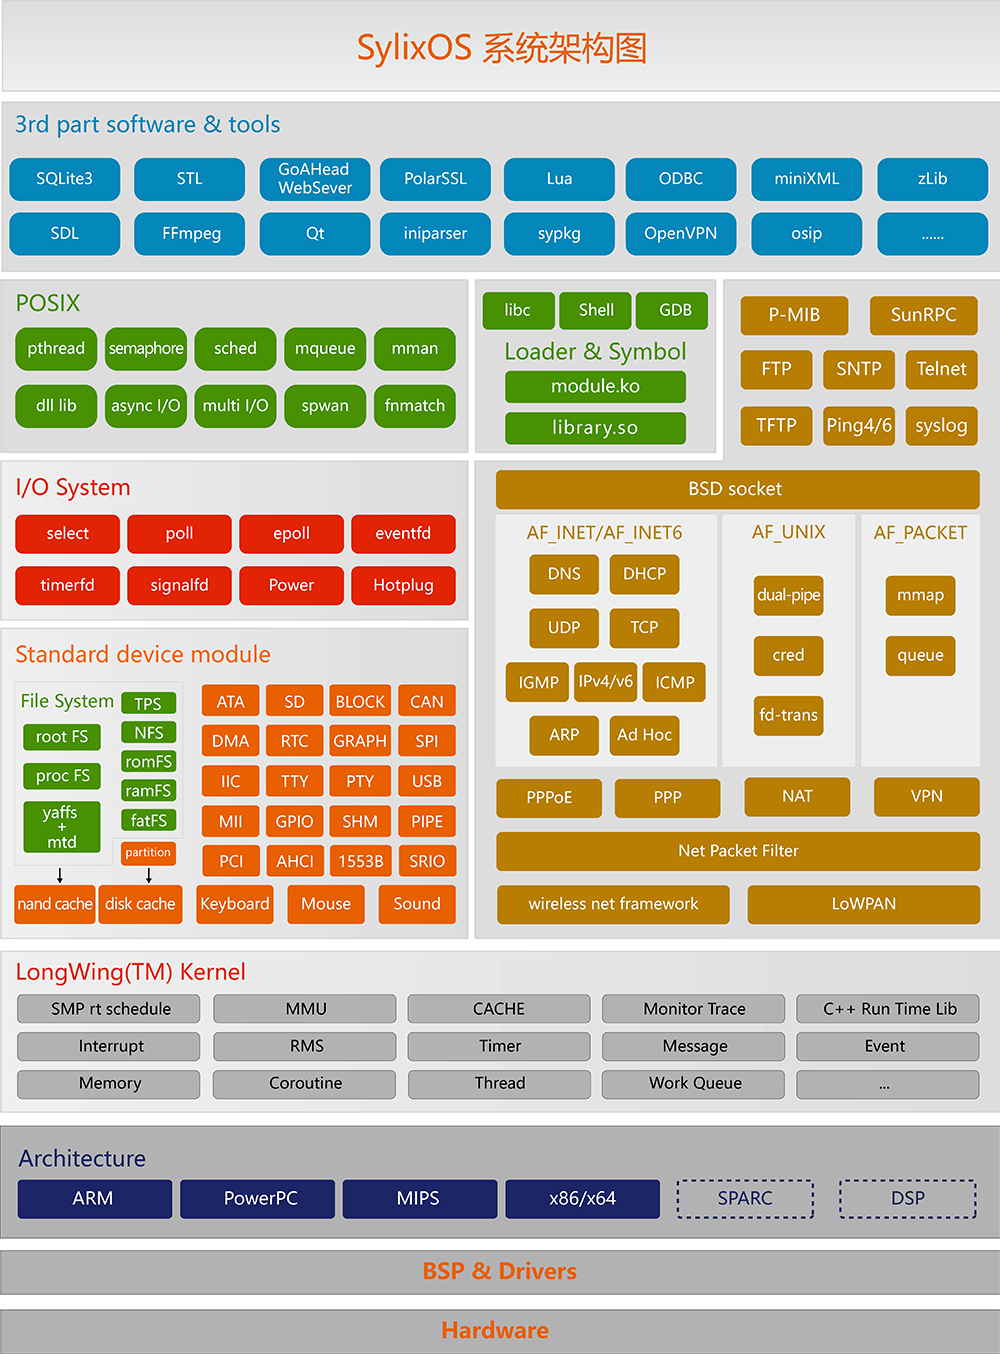 SylixOS 系统架构图
3rd part software & tools
SQLite3
STL
GoAHead
WebSever
PolarSSL
Lua
ODBC
miniXML
zLib
SDL
FFmpeg
Qt
iniparser
sypkg
OpenVPN
osip
......
POSIX
pthread
semaphore
sched
mqueue
mman
dll lib
async I/O
multi I/O
spwan
fnmatch
libc
Shell
GDB
Loader & Symbol
module.ko
library.so
P-MIB
SunRPC
FTP
SNTP
Telnet
TFTP
Ping4/6
syslog
I/O System
select
poll
epoll
eventfd
timerfd
signalfd
Power
Hotplug
BSD socket
AF_INET/AF_INET6
DNS
DHCP
UDP
TCP
IGMP
IPv4/v6
ICMP
ARP
Ad Hoc
AF_UNIX
dual-pipe
cred
fd-trans
AF_PACKET
mmap
queue
PPPoE
PPP
NAT
VPN
Net Packet Filter
wireless net framework
LoWPAN
Standard device module
File System
root FS
proc FS
yaffs
+
mtd
TPS
NFS
romFS
ramFS
fatFS
partition
nand cache
disk cache
ATA
SD
BLOCK
CAN
DMA
RTC
GRAPH
SPI
IIC
TTY
PTY
USB
MII
GPIO
SHM
PIPE
PCI
AHCI
1553B
SRIO
Keyboard
Mouse
Sound
LongWing(TM) Kernel
SMP rt schedule
MMU
CACHE
Monitor Trace
C++ Run Time Lib
Interrupt
RMS
Timer
Message
Event
Memory
Coroutine
Thread
Work Queue
...
Architecture
ARM
PowerPC
MIPS
x86/x64
SPARC
DSP
BSP & Drivers
Hardware